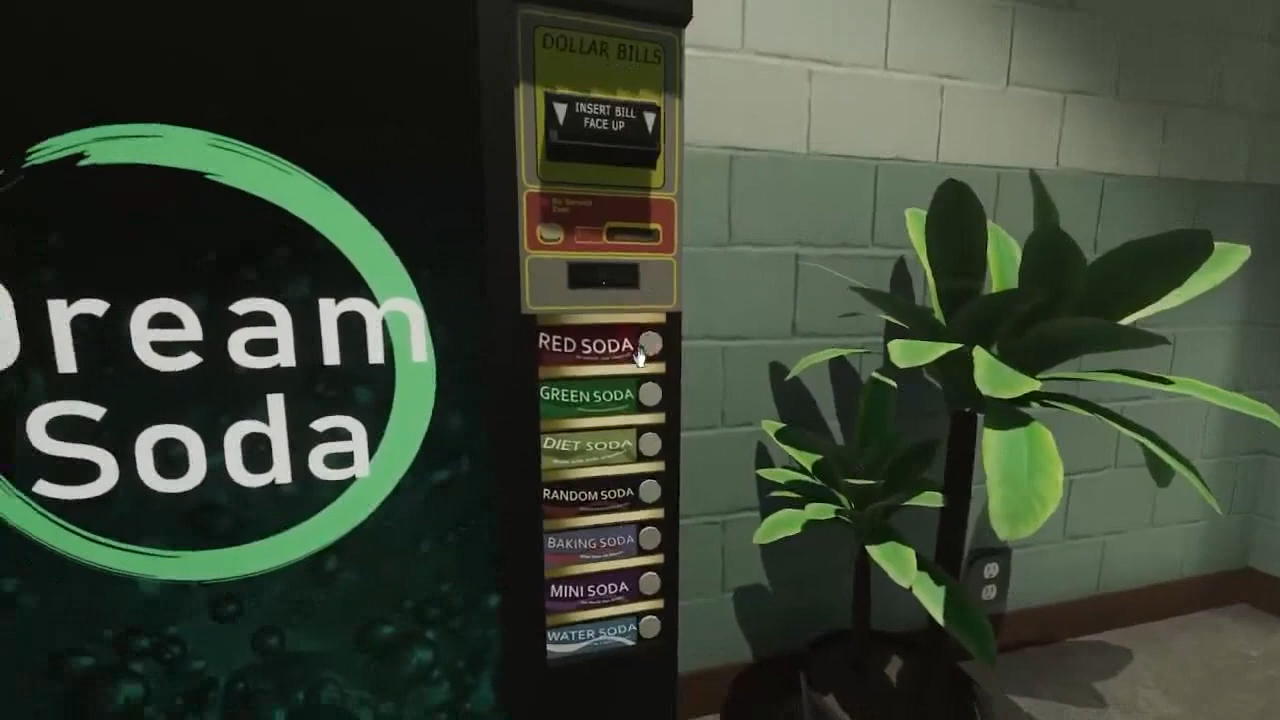 DOLLAR BILLS
INSERT BILL
FACE UP
Dream
Soda
RED SODA
GREEN SODA
DIET SODA
RANDOM SODA
BAKING SODA
MINI SODA
WATER SODA